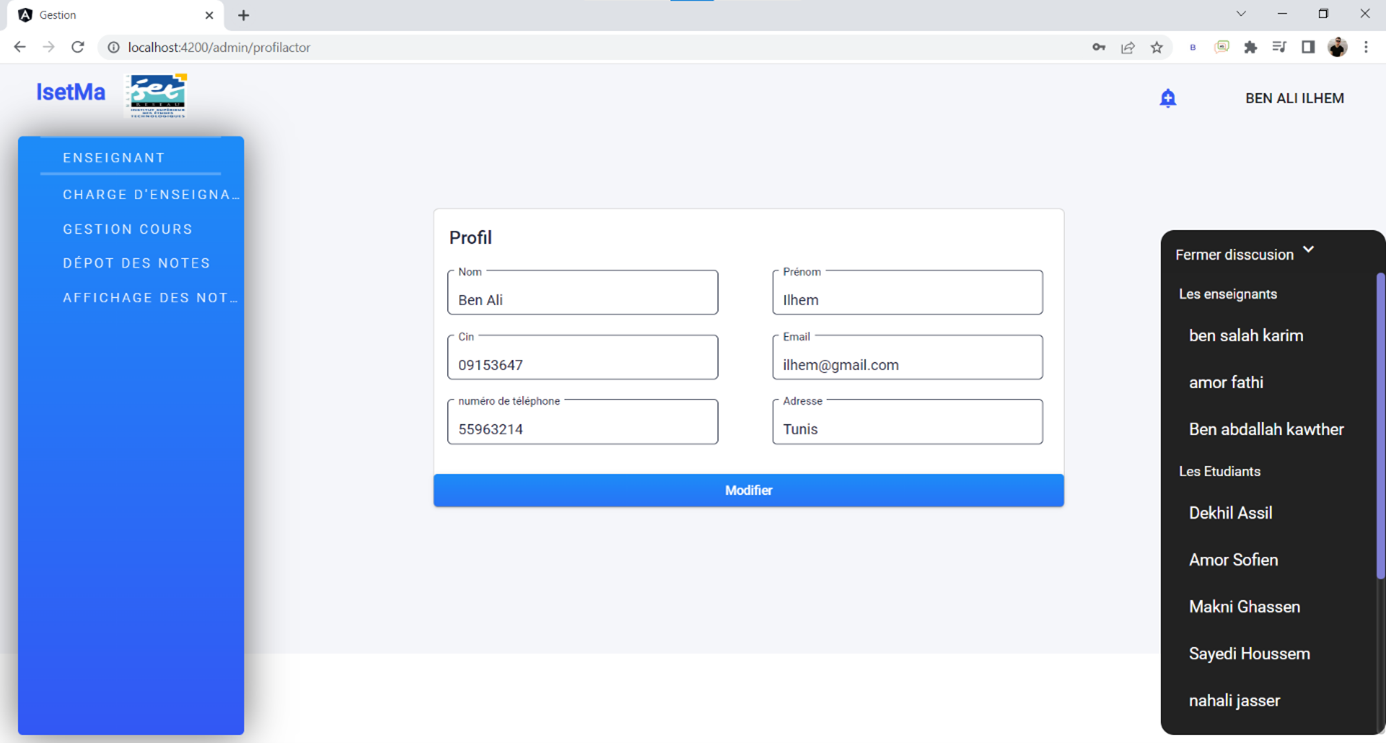 Gestion
localhost:4200/admin/profilactor
IsetMa
BEN ALI ILHEM
ENSEIGNANT
CHARGE D'ENSEIGNA...
GESTION COURS
DÉPOT DES NOTES
AFFICHAGE DES NOT...
Profil
Nom
Ben Ali
Prénom
Ilhem
Cin
09153647
Email
ilhem@gmail.com
numéro de téléphone
55963214
Adresse
Tunis
Modifier
Fermer disscusion
Les enseignants
ben salah karim
amor fathi
Ben abdallah kawther
Les Etudiants
Dekhil Assil
Amor Sofien
Makni Ghassen
Sayedi Houssem
nahali jasser